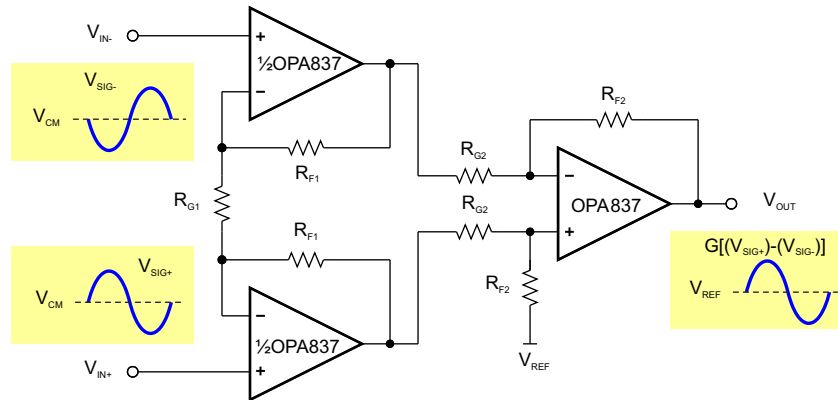 V_IN-
+
½OPA837
−
V_SIG-
V_CM
R_F1
R_G1
R_F1
V_SIG+
V_CM
−
½OPA837
+
V_IN+
R_F2
R_G2
−
OPA837
R_G2
+
V_OUT
R_F2
V_REF
G[(V_SIG+)-(V_SIG-)]
V_REF